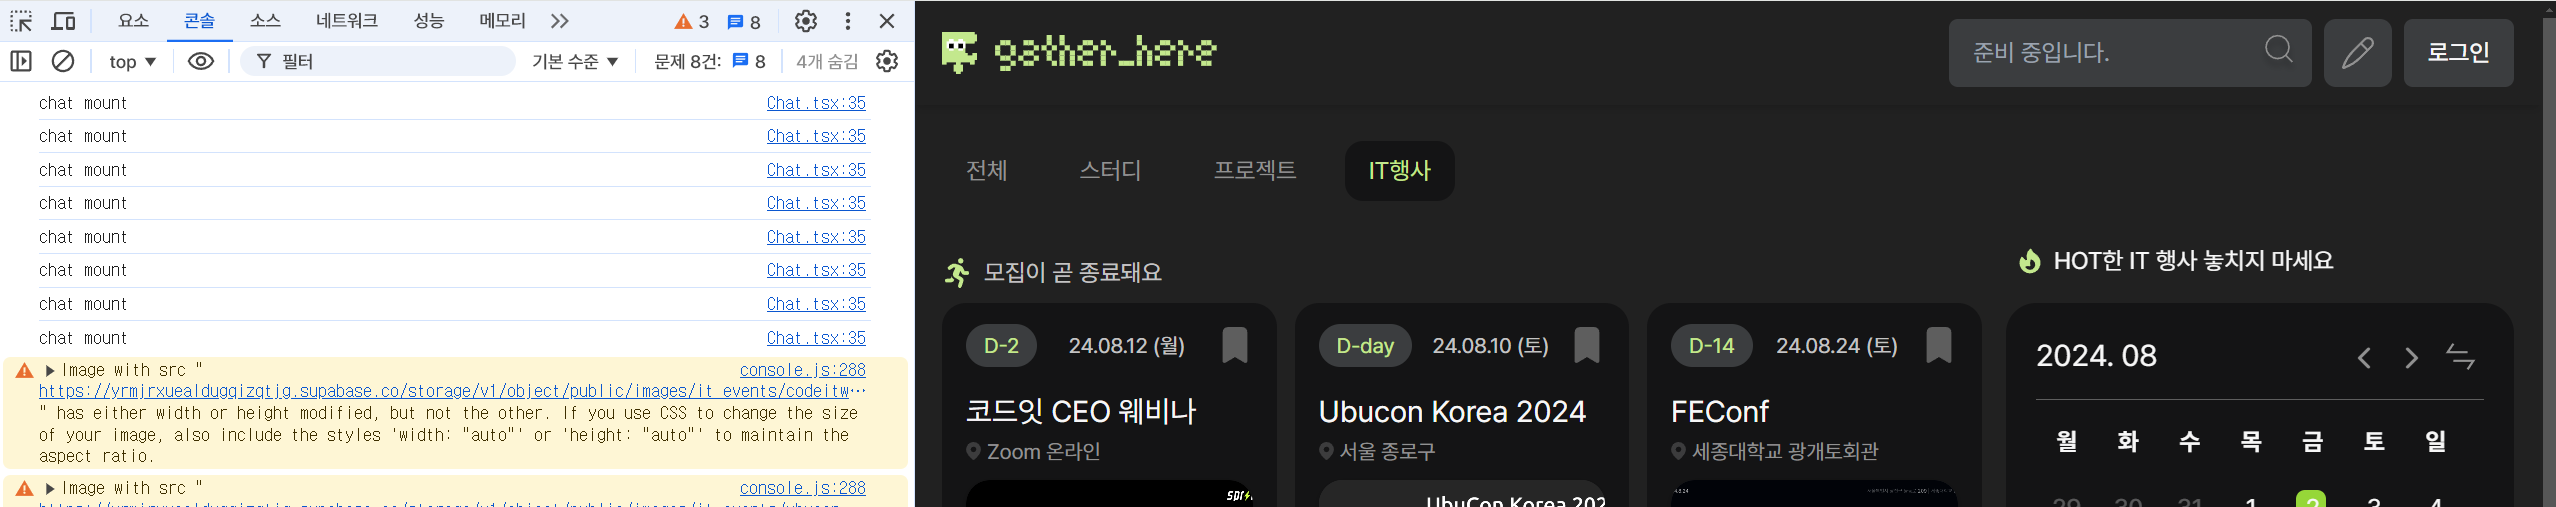 요소 콘솔 소스 네트워크 성능 메모리 3 8
top 필터 기본 수준 문제 8건: 8 4개 숨김
chat mount Chat.tsx:35
chat mount Chat.tsx:35
chat mount Chat.tsx:35
chat mount Chat.tsx:35
chat mount Chat.tsx:35
chat mount Chat.tsx:35
chat mount Chat.tsx:35
chat mount Chat.tsx:35
Image with src " console.js:288
https://yrmjrxuealdugqizqtjg.supabase.co/storage/v1/object/public/images/it_events/codeitw…
" has either width or height modified, but not the other. If you use CSS to change the size
of your image, also include the styles 'width: "auto"' or 'height: "auto"' to maintain the
aspect ratio.
Image with src " console.js:288
gather_here
준비 중입니다.
로그인
전체 스터디 프로젝트 IT행사
모집이 곧 종료돼요
D-2 24.08.12 (월)
코드잇 CEO 웨비나
Zoom 온라인
D-day 24.08.10 (토)
Ubucon Korea 2024
서울 종로구
UbuCon Korea 202
D-14 24.08.24 (토)
FEConf
세종대학교 광개토회관
HOT한 IT 행사 놓치지 마세요
2024. 08
월 화 수 목 금 토 일
29 30 31 1 2 3 4